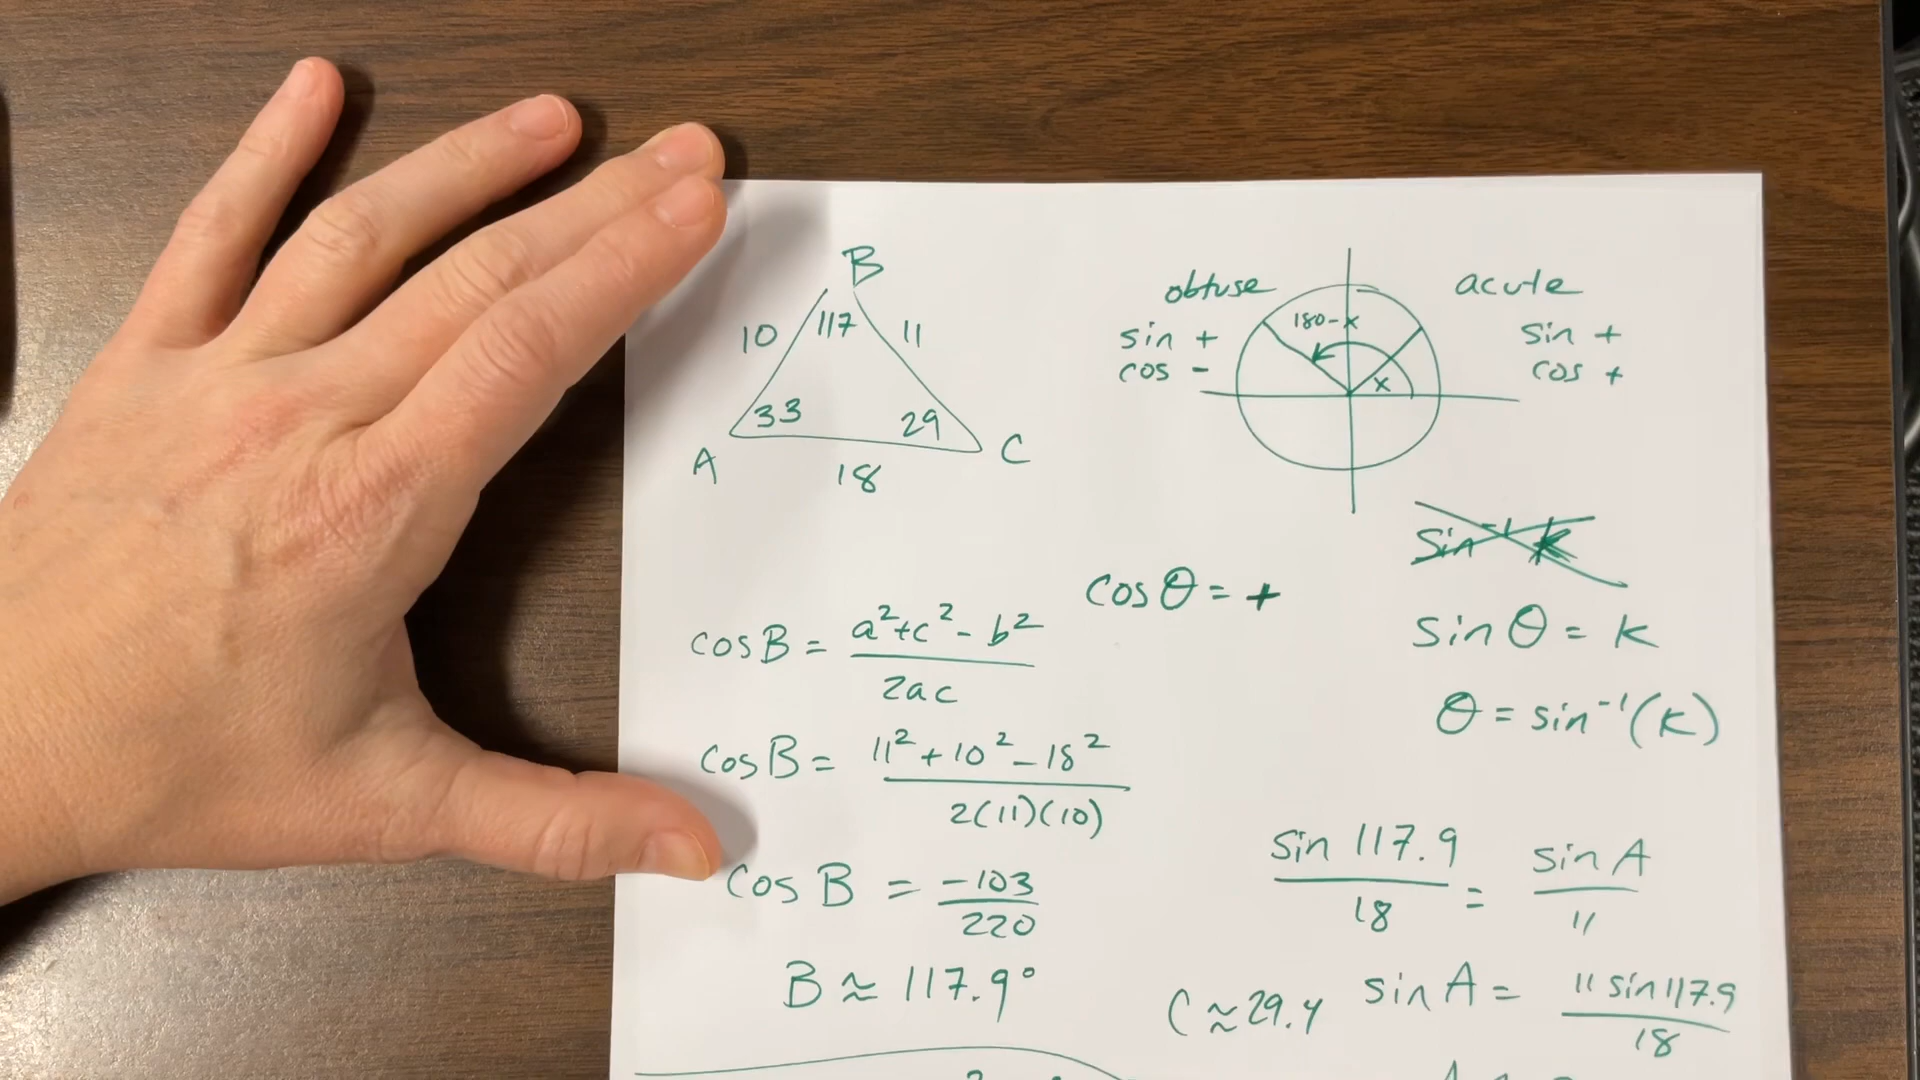 B
10 117 11
33 29
A C
18
obtuse acute
180-x
sin + sin +
cos - cos +
x
sin⁻¹ k
cos θ = +
sin θ = k
θ = sin⁻¹(k)
cos B = a²+c²-b² / 2ac
cos B = 11²+10²-18² / 2(11)(10)
cos B = -103 / 220
B ≈ 117.9°
sin 117.9 / 18 = sin A / 11
sin A = 11 sin 117.9 / 18
C ≈ 29.4